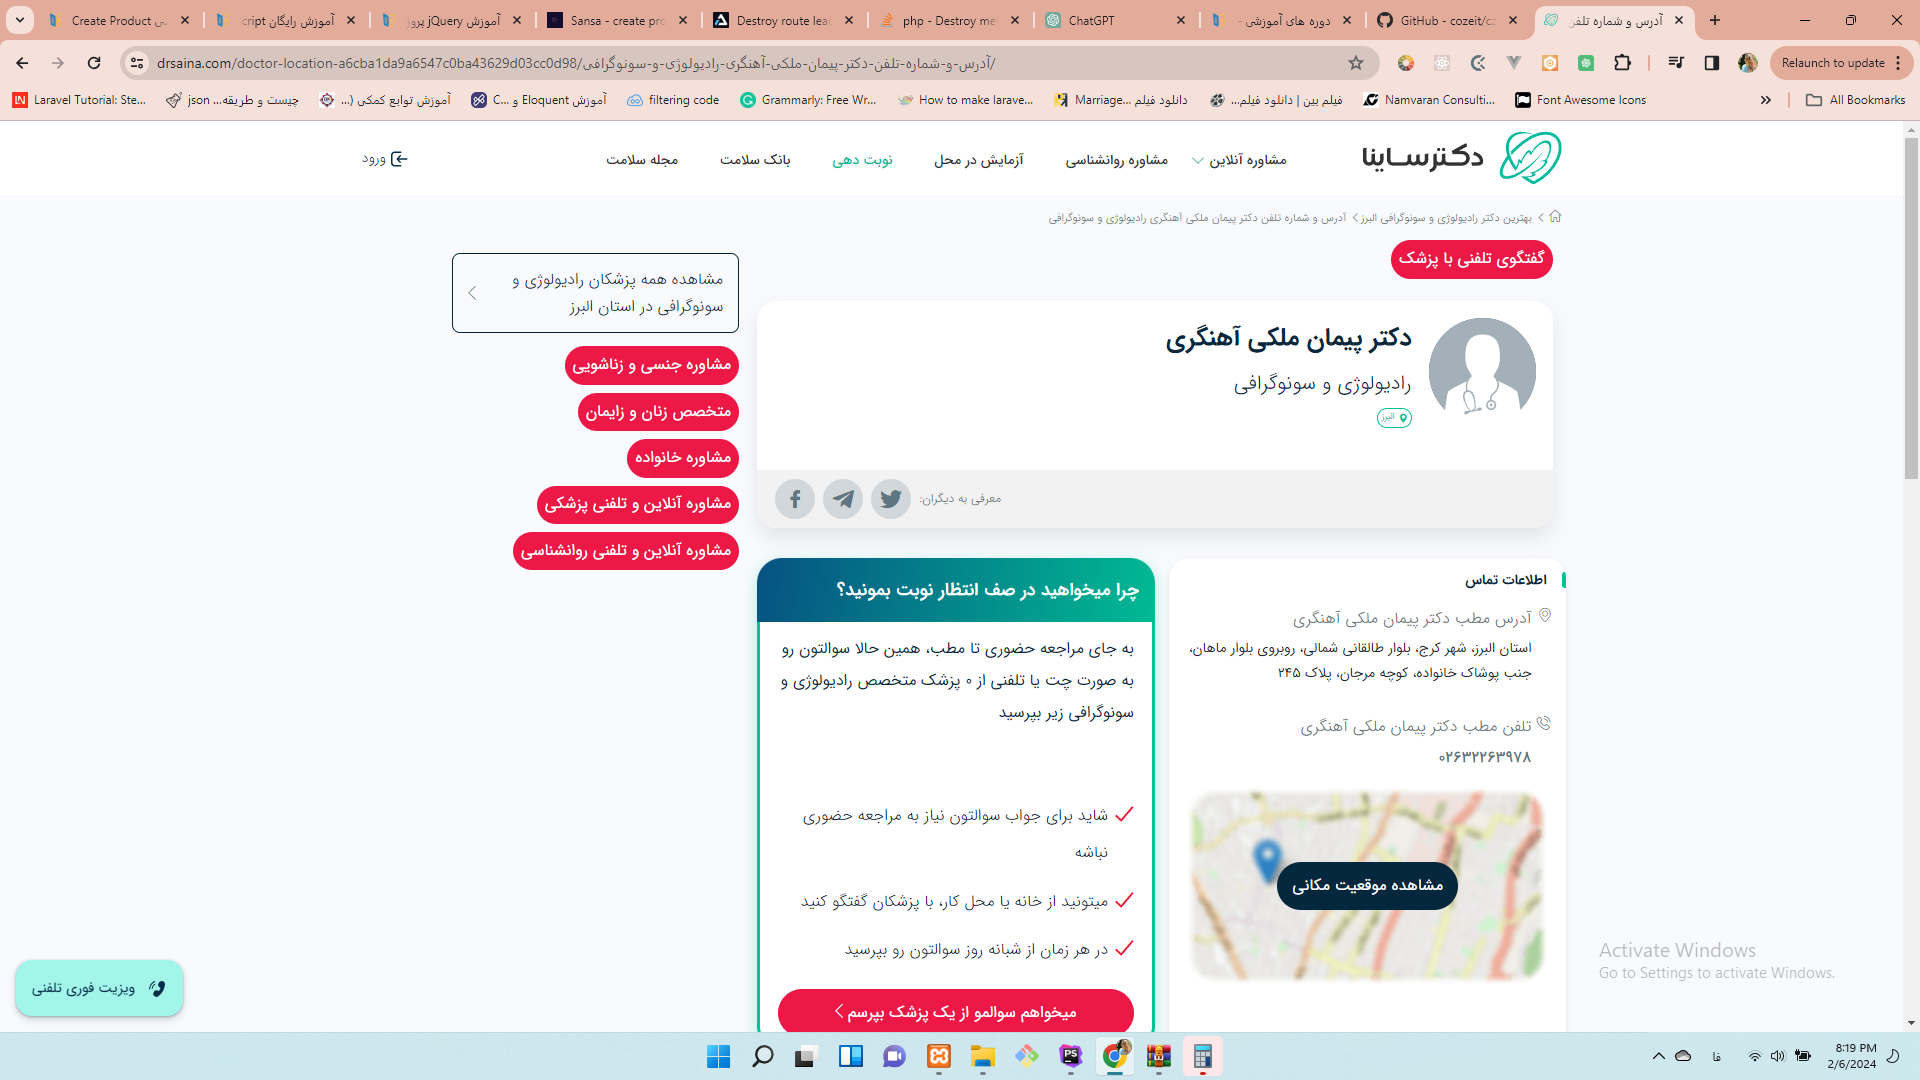 Create Product سی
آموزش رایگان cript
آموزش jQuery پروژ
Sansa - create pro
Destroy route leac
php - Destroy me
ChatGPT
دوره های آموزشی -
GitHub - cozeit/cz
آدرس و شماره تلفن
drsaina.com/doctor-location-a6cba1da9a6547c0ba43629d03cc0d98/آدرس-و-شماره-تلفن-دکتر-پیمان-ملکی-آهنگری-رادیولوژی-و-سونوگرافی/
Relaunch to update
Laravel Tutorial: Ste...
چیست و طریقه... json
آموزش توابع کمکی (...
آموزش Eloquent و C...
filtering code
Grammarly: Free Wr...
How to make larave...
دانلود فیلم Marriage...
فیلم بین | دانلود فیلم...
Namvaran Consulti...
Font Awesome Icons
All Bookmarks
دکترساینا
مشاوره آنلاین
مشاوره روانشناسی
آزمایش در محل
نوبت دهی
بانک سلامت
مجله سلامت
ورود
بهترین دکتر رادیولوژی و سونوگرافی البرز > آدرس و شماره تلفن دکتر پیمان ملکی آهنگری رادیولوژی و سونوگرافی
گفتگوی تلفنی با پزشک
دکتر پیمان ملکی آهنگری
رادیولوژی و سونوگرافی
البرز
معرفی به دیگران:
مشاهده همه پزشکان رادیولوژی و
سونوگرافی در استان البرز
مشاوره جنسی و زناشویی
متخصص زنان و زایمان
مشاوره خانواده
مشاوره آنلاین و تلفنی پزشکی
مشاوره آنلاین و تلفنی روانشناسی
اطلاعات تماس
آدرس مطب دکتر پیمان ملکی آهنگری
استان البرز، شهر کرج، بلوار طالقانی شمالی، روبروی بلوار ماهان،
جنب پوشاک خانواده، کوچه مرجان، پلاک ۲۴۵
تلفن مطب دکتر پیمان ملکی آهنگری
۰۲۶۳۲۲۶۳۹۷۸
مشاهده موقعیت مکانی
چرا میخواهید در صف انتظار نوبت بمونید؟
به جای مراجعه حضوری تا مطب، همین حالا سوالتون رو
به صورت چت یا تلفنی از ۰ پزشک متخصص رادیولوژی و
سونوگرافی زیر بپرسید
شاید برای جواب سوالتون نیاز به مراجعه حضوری
نباشه
میتونید از خانه یا محل کار، با پزشکان گفتگو کنید
در هر زمان از شبانه روز سوالتون رو بپرسید
میخواهم سوالمو از یک پزشک بپرسم
ویزیت فوری تلفنی
Activate Windows
Go to Settings to activate Windows.
فا
8:19 PM
2/6/2024